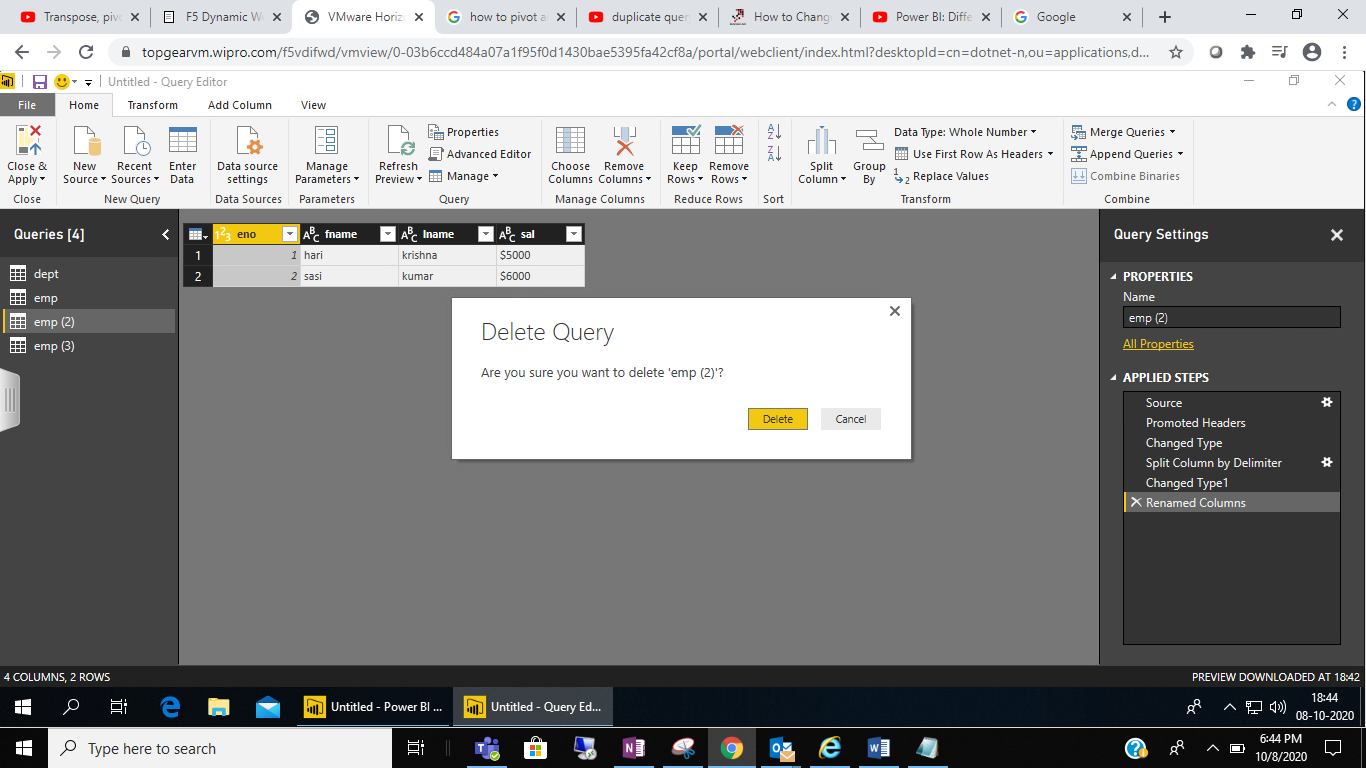 Transpose, piv
F5 Dynamic W
VMware Horiz
how to pivot a
duplicate quer
How to Chang
Power BI: Diffe
Google
topgearvm.wipro.com/f5vdifwd/vmview/0-03b6ccd484a07a1f95f0d1430bae5395fa42cf8a/portal/webclient/index.html?desktopId=cn=dotnet-n,ou=applications,d...
Untitled - Query Editor
File
Home
Transform
Add Column
View
Close & Apply
New Source
Recent Sources
Enter Data
Data source settings
Manage Parameters
Refresh Preview
Properties
Advanced Editor
Manage
Choose Columns
Remove Columns
Keep Rows
Remove Rows
Split Column
Group By
Data Type: Whole Number
Use First Row As Headers
Replace Values
Merge Queries
Append Queries
Combine Binaries
Close
New Query
Data Sources
Parameters
Query
Manage Columns
Reduce Rows
Sort
Transform
Combine
Queries [4]
dept
emp
emp (2)
emp (3)
eno fname lname sal
1 1 hari krishna $5000
2 2 sasi kumar $6000
Delete Query
Are you sure you want to delete 'emp (2)'?
Delete
Cancel
Query Settings
PROPERTIES
Name
emp (2)
All Properties
APPLIED STEPS
Source
Promoted Headers
Changed Type
Split Column by Delimiter
Changed Type1
Renamed Columns
4 COLUMNS, 2 ROWS
PREVIEW DOWNLOADED AT 18:42
Untitled - Power BI ...
Untitled - Query Ed...
18:44
08-10-2020
Type here to search
6:44 PM
10/8/2020